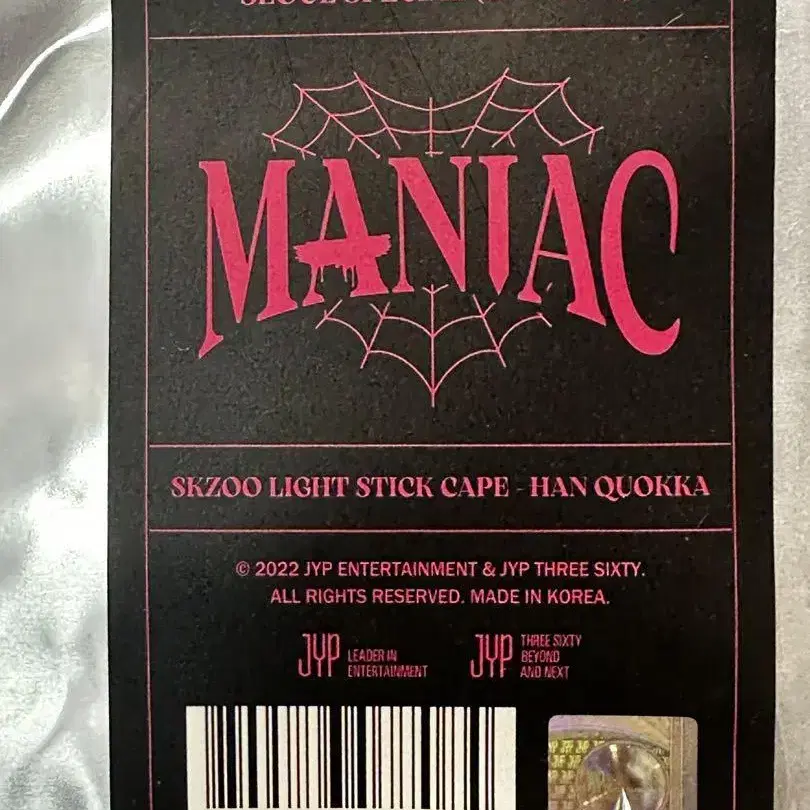 MANIAC
SKZOO LIGHT STICK CAPE - HAN QUOKKA
© 2022 JYP ENTERTAINMENT & JYP THREE SIXTY.
ALL RIGHTS RESERVED. MADE IN KOREA.
JYP LEADER IN
ENTERTAINMENT
JYP THREE SIXTY
BEYOND
AND NEXT